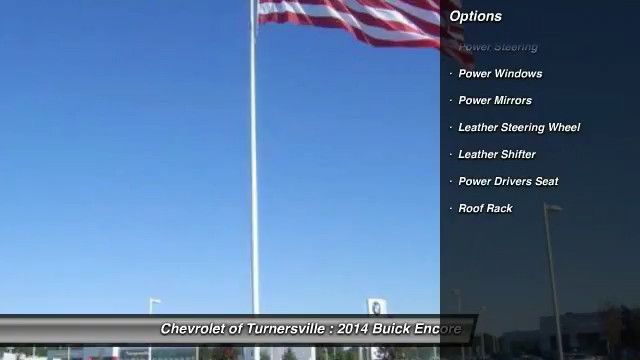 Options
· Power Steering
· Power Windows
· Power Mirrors
· Leather Steering Wheel
· Leather Shifter
· Power Drivers Seat
· Roof Rack
Chevrolet of Turnersville : 2014 Buick Encore